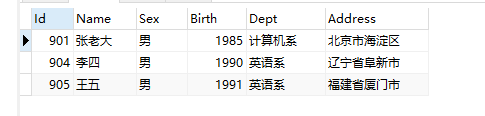 Id Name Sex Birth Dept Address
901 张老大 男 1985 计算机系 北京市海淀区
904 李四 男 1990 英语系 辽宁省阜新市
905 王五 男 1991 英语系 福建省厦门市